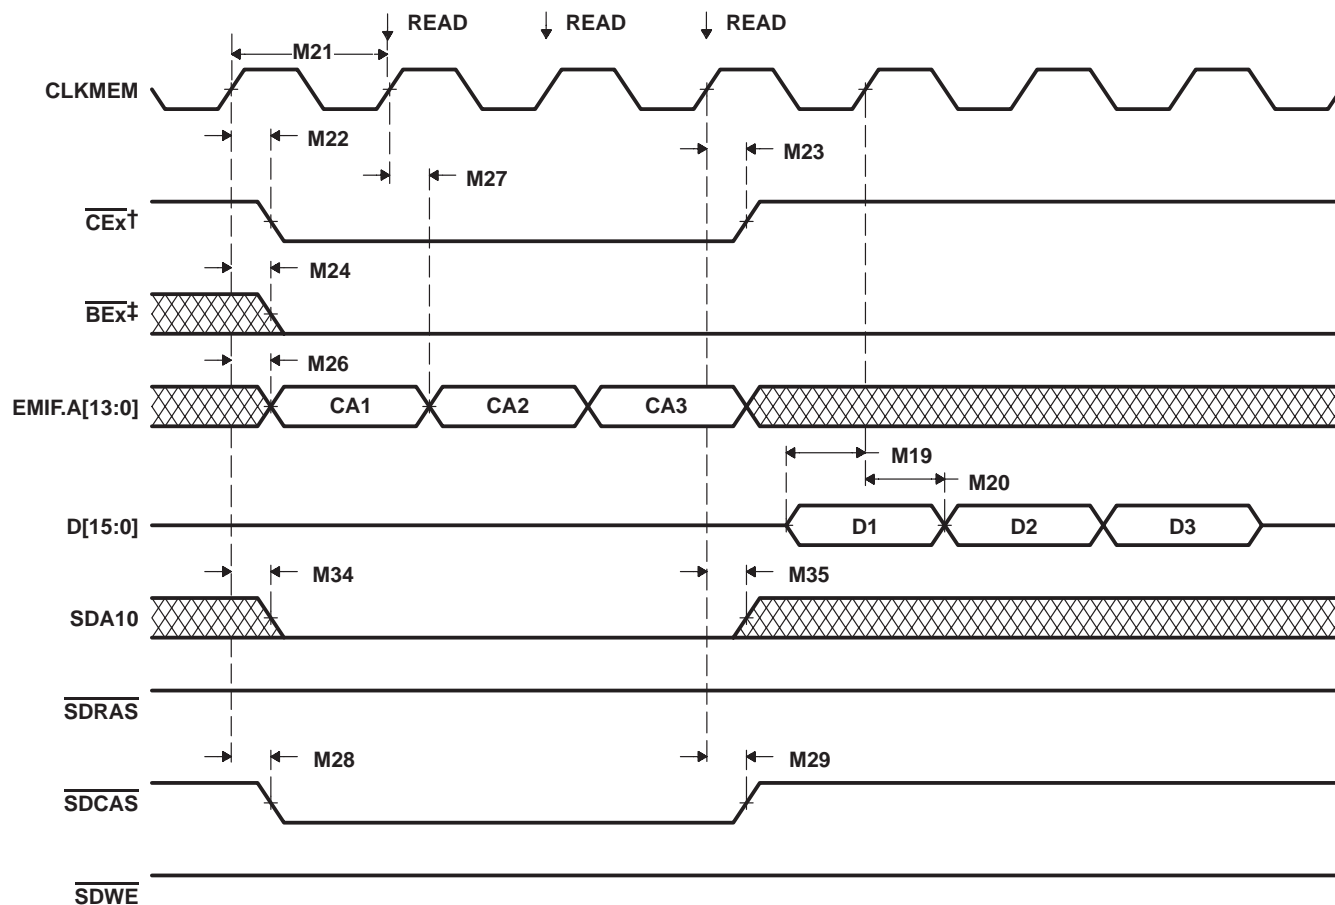 READ READ READ
M21
CLKMEM
M22 M23
M27
CEx†
M24
BEx‡
M26
EMIF.A[13:0] CA1 CA2 CA3
M19
M20
D[15:0] D1 D2 D3
M34 M35
SDA10
SDRAS
M28 M29
SDCAS
SDWE